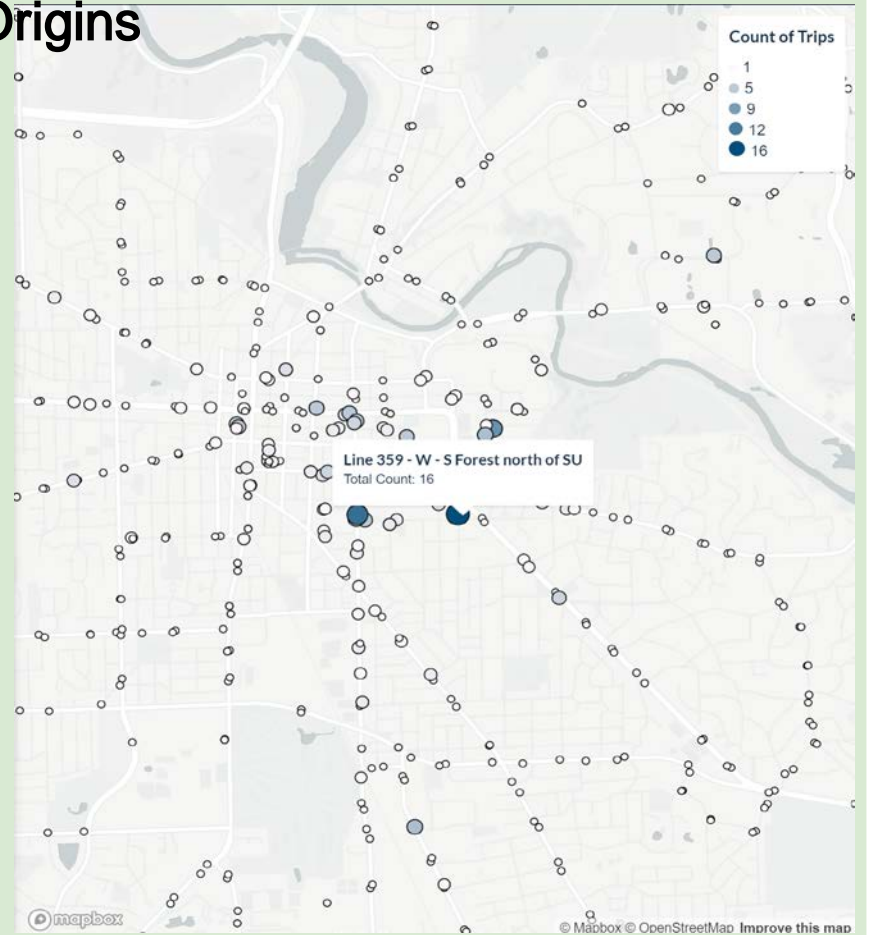 Origins
Count of Trips
1
5
9
12
16
Line 359 - W - S Forest north of SU
Total Count: 16
mapbox
© Mapbox © OpenStreetMap Improve this map